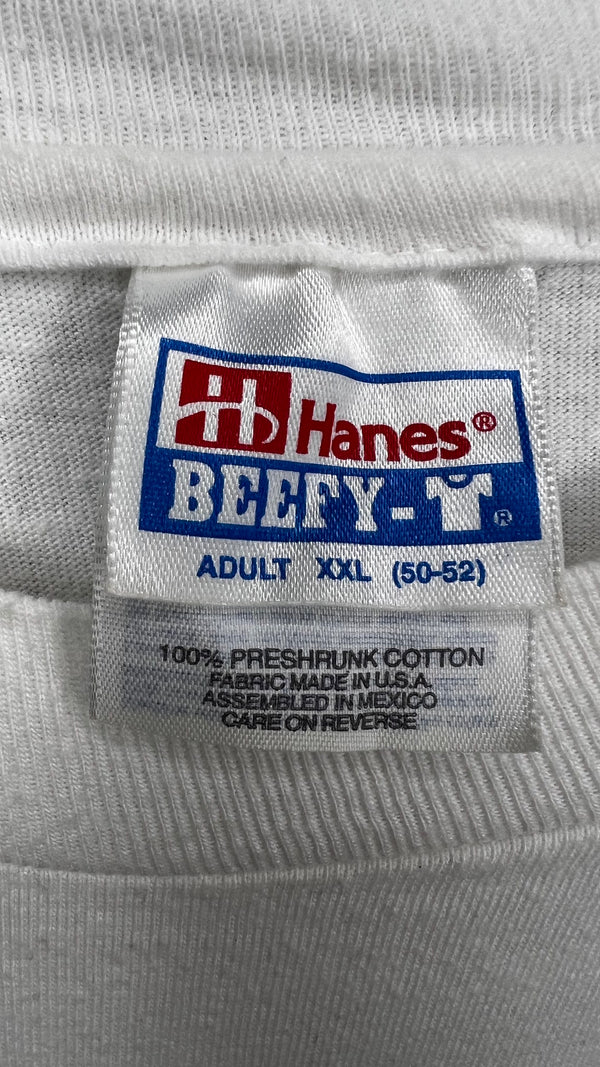 Hanes®
BEEFY-T®
ADULT XXL (50-52)
100% PRESHRUNK COTTON
FABRIC MADE IN U.S.A.
ASSEMBLED IN MEXICO
CARE ON REVERSE